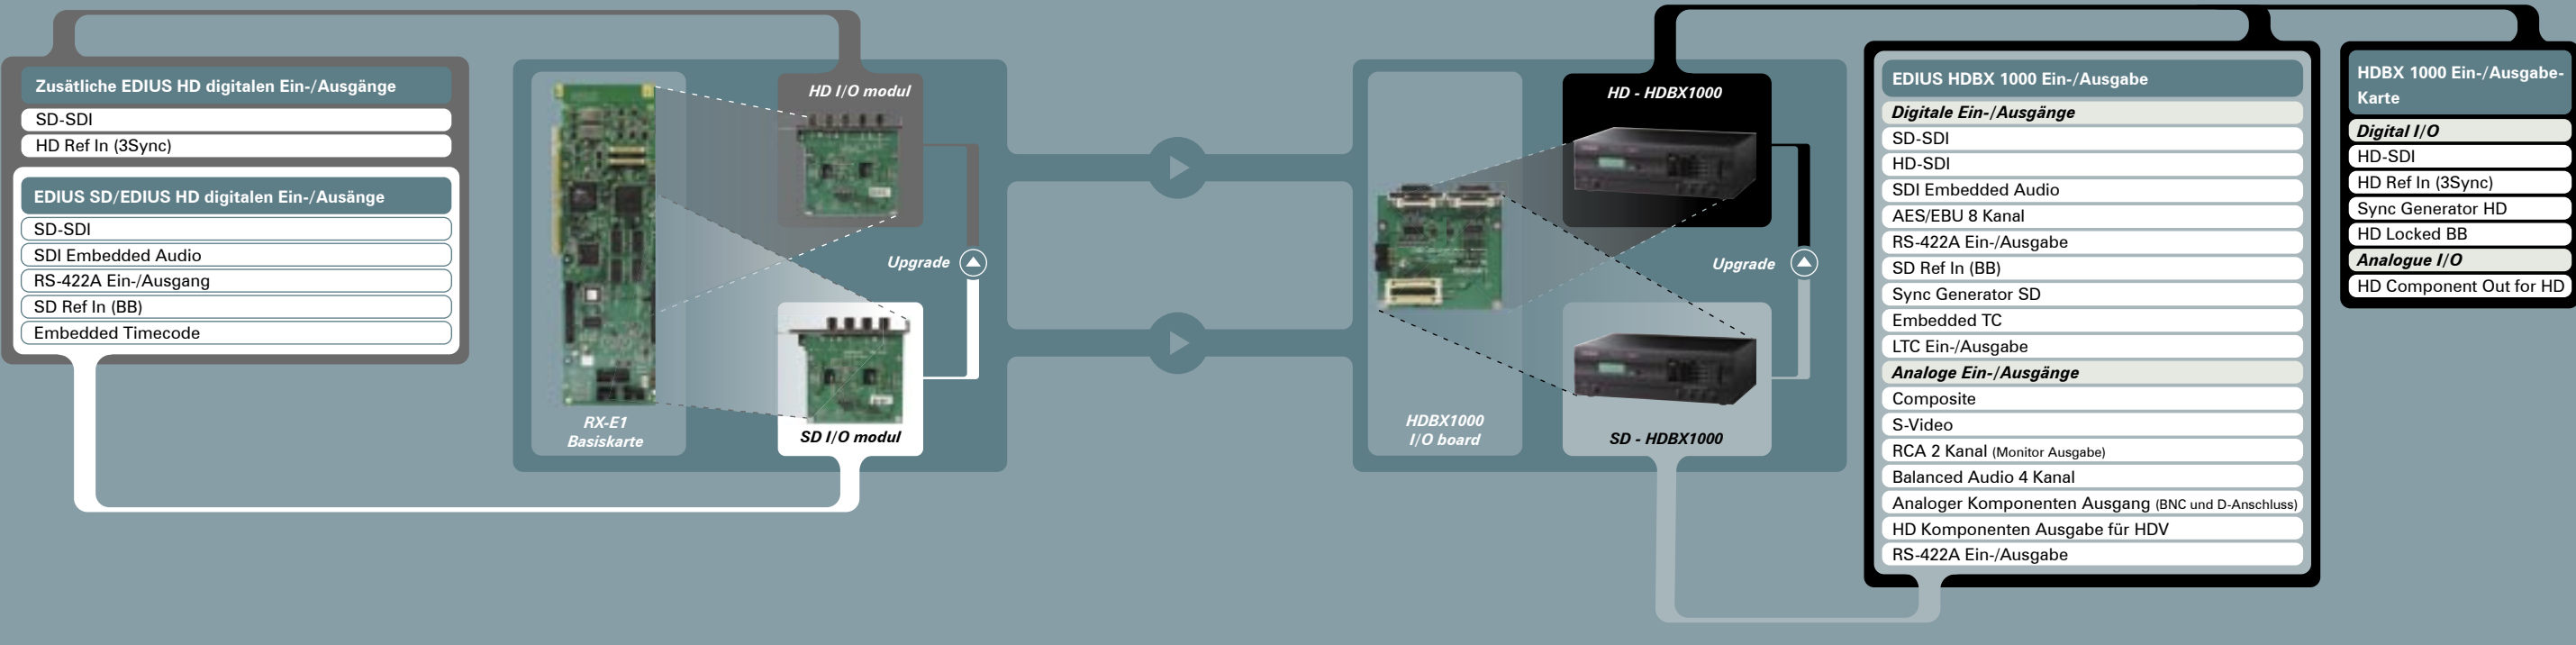 Zusätliche EDIUS HD digitalen Ein-/Ausgänge
SD-SDI
HD Ref In (3Sync)
EDIUS SD/EDIUS HD digitalen Ein-/Ausänge
SD-SDI
SDI Embedded Audio
RS-422A Ein-/Ausgang
SD Ref In (BB)
Embedded Timecode
HD I/O modul
Upgrade
RX-E1
Basiskarte
SD I/O modul
HD - HDBX1000
Upgrade
HDBX1000
I/O board
SD - HDBX1000
EDIUS HDBX 1000 Ein-/Ausgabe
Digitale Ein-/Ausgänge
SD-SDI
HD-SDI
SDI Embedded Audio
AES/EBU 8 Kanal
RS-422A Ein-/Ausgabe
SD Ref In (BB)
Sync Generator SD
Embedded TC
LTC Ein-/Ausgabe
Analoge Ein-/Ausgänge
Composite
S-Video
RCA 2 Kanal (Monitor Ausgabe)
Balanced Audio 4 Kanal
Analoger Komponenten Ausgang (BNC und D-Anschluss)
HD Komponenten Ausgabe für HDV
RS-422A Ein-/Ausgabe
HDBX 1000 Ein-/Ausgabe-
Karte
Digital I/O
HD-SDI
HD Ref In (3Sync)
Sync Generator HD
HD Locked BB
Analogue I/O
HD Component Out for HD